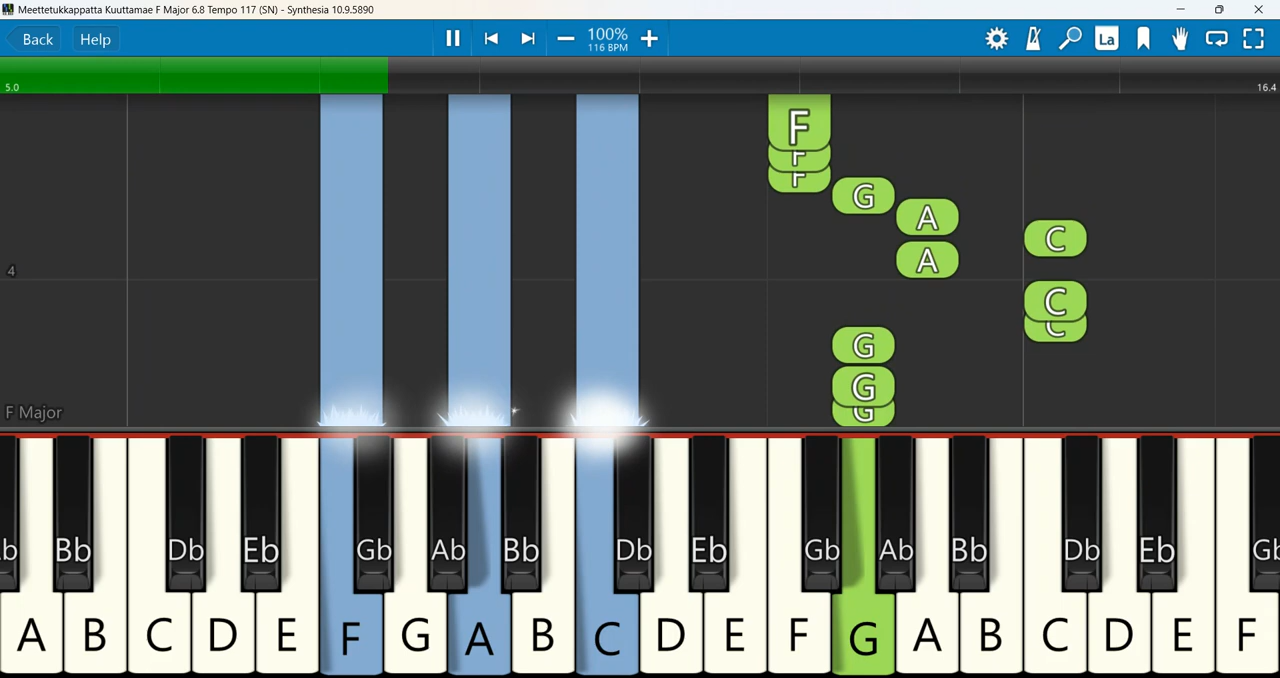 Meettetukkappatta Kuuttamae F Major 6.8 Tempo 117 (SN) - Synthesia 10.9.5890
Back Help 100% La
116 BPM
5.0 16.4
F
F
F
G
A
C
4 A
C
C
G
G
F Major G
b Bb Db Eb Gb Ab Bb Db Eb Gb Ab Bb Db Eb Gb
A B C D E F G A B C D E F G A B C D E F